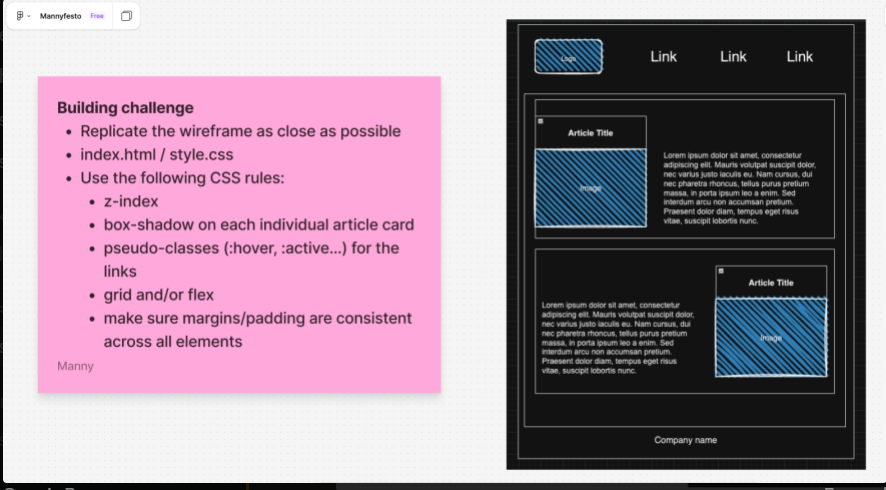 Mannyfesto Free
Building challenge
Replicate the wireframe as close as possible
index.html / style.css
Use the following CSS rules:
z-index
box-shadow on each individual article card
pseudo-classes (:hover, :active...) for the
links
grid and/or flex
make sure margins/padding are consistent
across all elements
Manny
Logo
Link
Link
Link
Article Title
Image
Lorem ipsum dolor sit amet, consectetur
adipiscing elit. Mauris volutpat dolor,
nec varius justo iaculis eu. Nam cursus, dui
nec pharetra rhoncus, tellus purus pretium
massa, in porta ipsum leo a enim. Sed
interdum arcu non accumsan pretium.
Praesent dolor diam, tempus eget risus
vitae, suscipit lobortis nunc.
Lorem ipsum dolor sit amet, consectetur
adipiscing elit. Mauris volutpat dolor,
nec varius justo iaculis eu. Nam cursus, dui
nec pharetra rhoncus, tellus purus pretium
massa, in porta ipsum leo a enim. Sed
interdum arcu non accumsan pretium.
Praesent dolor diam, tempus eget risus
vitae, suscipit lobortis nunc.
Article Title
Image
Company name